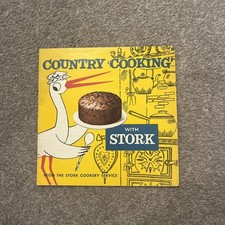 COUNTRY COOKING
WITH
STORK
FROM THE STORK COOKERY SERVICE